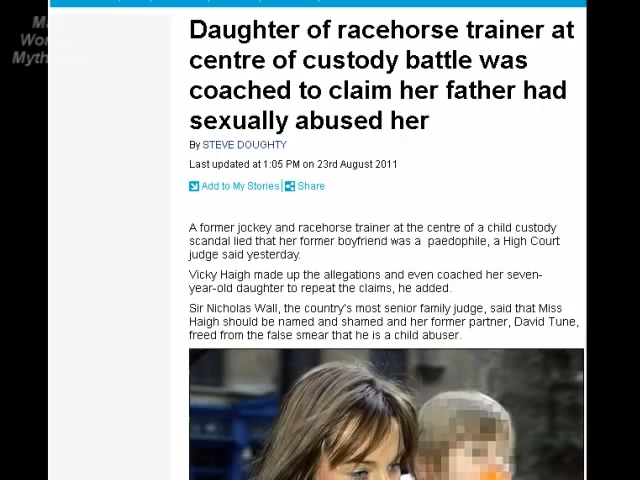 Ma
Wor
Myth
Daughter of racehorse trainer at
centre of custody battle was
coached to claim her father had
sexually abused her
By STEVE DOUGHTY
Last updated at 1:05 PM on 23rd August 2011
Add to My Stories Share
A former jockey and racehorse trainer at the centre of a child custody
scandal lied that her former boyfriend was a paedophile, a High Court
judge said yesterday.
Vicky Haigh made up the allegations and even coached her seven-
year-old daughter to repeat the claims, he added.
Sir Nicholas Wall, the country's most senior family judge, said that Miss
Haigh should be named and shamed and her former partner, David Tune,
freed from the false smear that he is a child abuser.